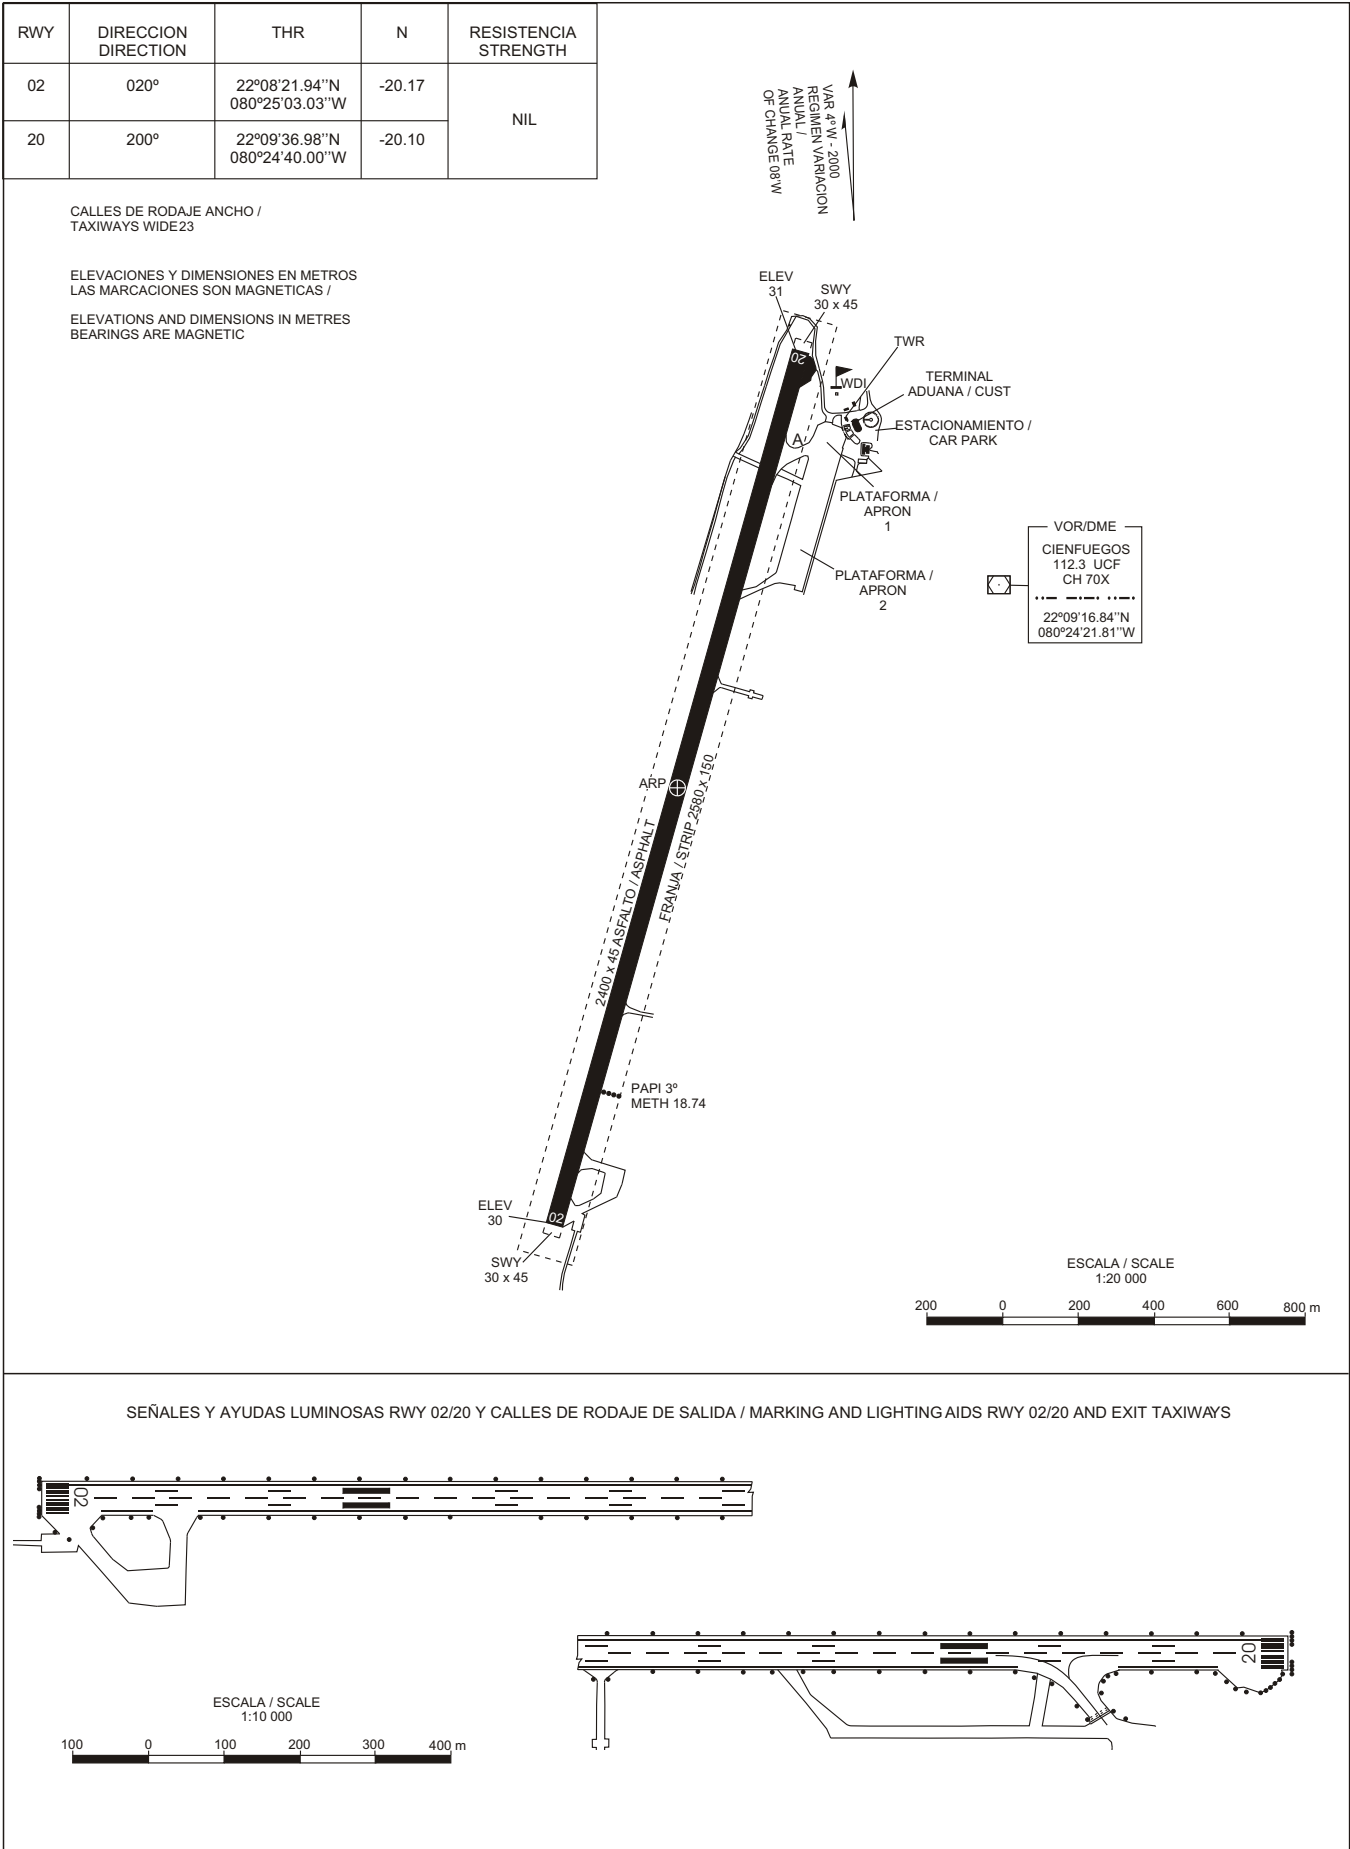 RWY
DIRECCION
DIRECTION
THR
N
RESISTENCIA
STRENGTH
02
020º
22º08'21.94''N
080º25'03.03''W
-20.17
NIL
20
200º
22º09'36.98''N
080º24'40.00''W
-20.10
CALLES DE RODAJE ANCHO /
TAXIWAYS WIDE23
ELEVACIONES Y DIMENSIONES EN METROS
LAS MARCACIONES SON MAGNETICAS /
ELEVATIONS AND DIMENSIONS IN METRES
BEARINGS ARE MAGNETIC
VAR 4º W - 2000
REGIMEN VARIACION
ANUAL /
ANUAL RATE
OF CHANGE 08'W
ELEV
31
SWY
30 x 45
20
TWR
WDI
TERMINAL
ADUANA / CUST
ESTACIONAMIENTO /
CAR PARK
A
PLATAFORMA /
APRON
1
PLATAFORMA /
APRON
2
VOR/DME
CIENFUEGOS
112.3 UCF
CH 70X
22º09'16.84''N
080º24'21.81''W
ARP
2400 x 45 ASFALTO / ASPHALT
FRANJA / STRIP 2580 x 150
PAPI 3º
METH 18.74
ELEV
30
02
SWY
30 x 45
ESCALA / SCALE
1:20 000
200 0 200 400 600 800 m
SEÑALES Y AYUDAS LUMINOSAS RWY 02/20 Y CALLES DE RODAJE DE SALIDA / MARKING AND LIGHTING AIDS RWY 02/20 AND EXIT TAXIWAYS
02
20
ESCALA / SCALE
1:10 000
100 0 100 200 300 400 m